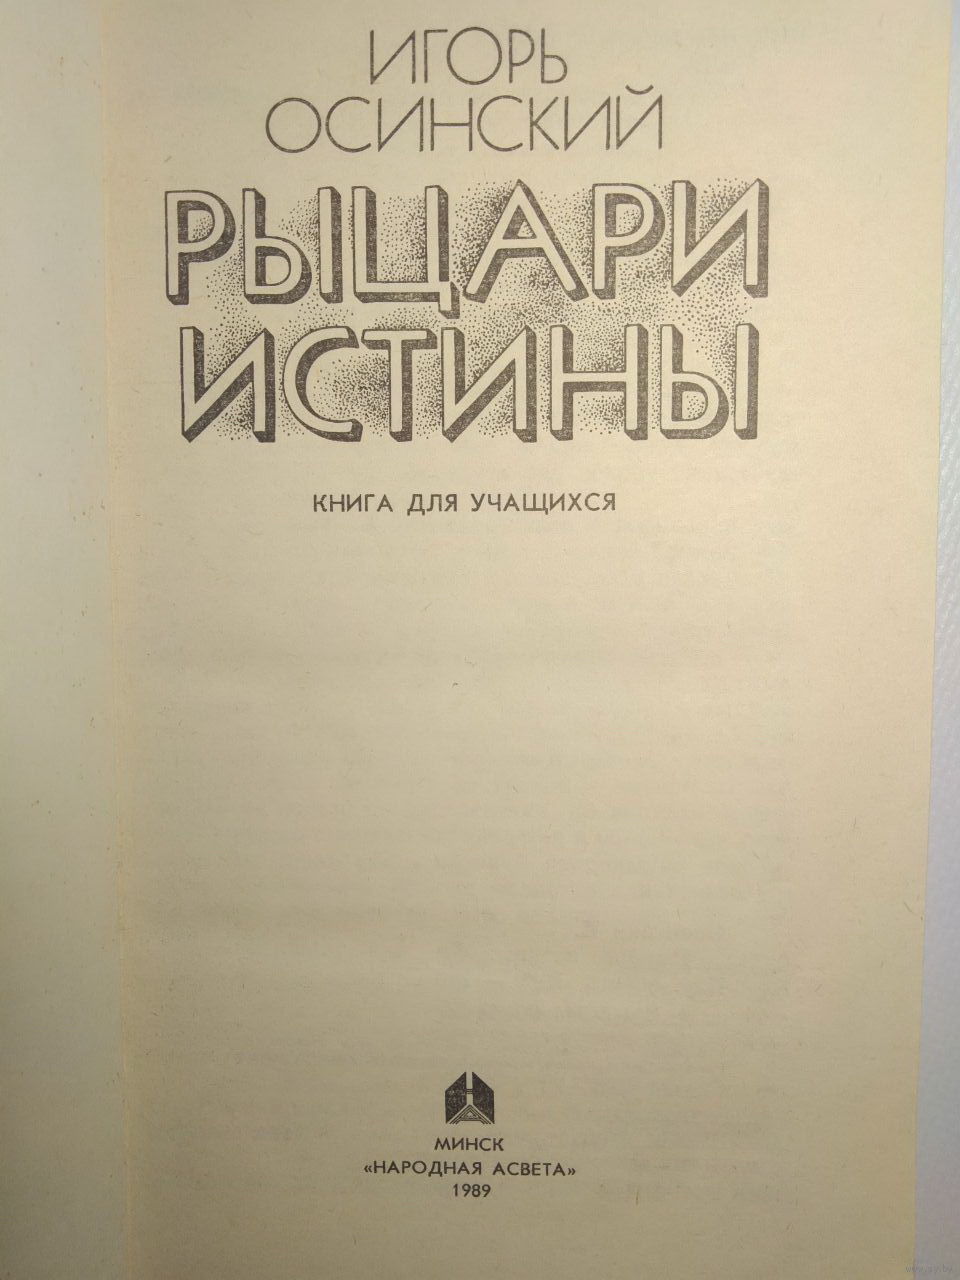 ИГОРЬ
ОСИНСКИЙ
РЫЦАРИ
ИСТИНЫ
КНИГА ДЛЯ УЧАЩИХСЯ
МИНСК
«НАРОДНАЯ АСВЕТА»
1989